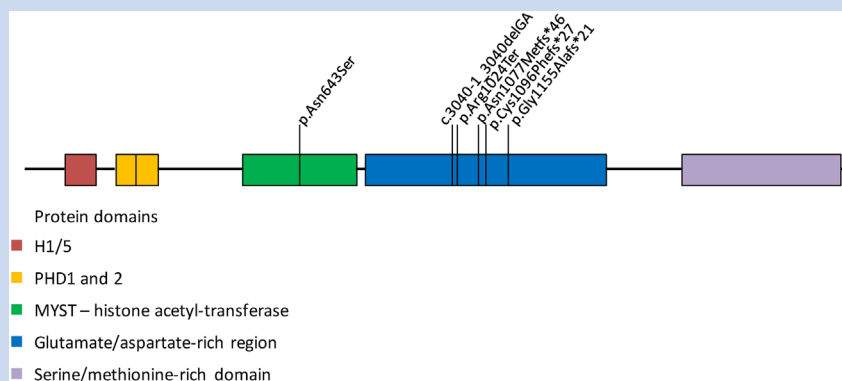 p.Asn643Ser
c.3040-1_3040delGA
p.Arg1024Ter
p.Asn1077Metfs*46
p.Cys1096Phefs*27
p.Gly1155Alafs*21
Protein domains
H1/5
PHD1 and 2
MYST – histone acetyl-transferase
Glutamate/aspartate-rich region
Serine/methionine-rich domain